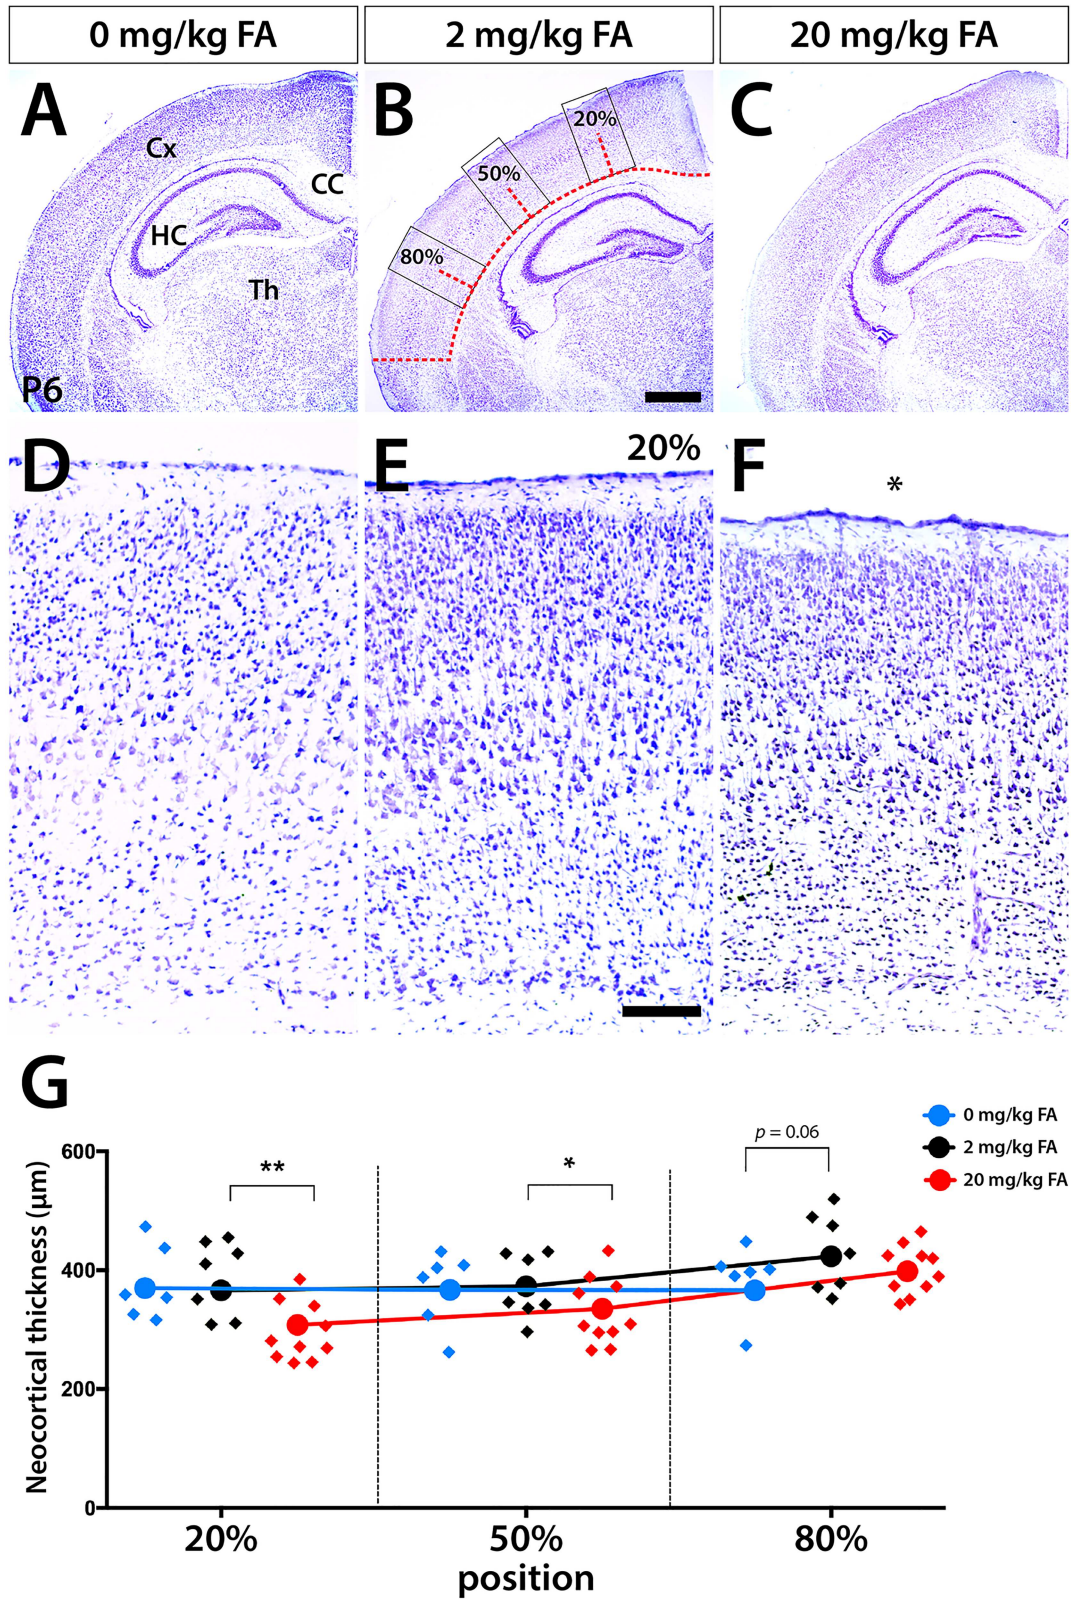 0 mg/kg FA
2 mg/kg FA
20 mg/kg FA
A
Cx
CC
HC
Th
P6
B
20%
50%
80%
C
D
E
20%
F
*
G
0 mg/kg FA
2 mg/kg FA
20 mg/kg FA
Neocortical thickness (μm)
600
400
200
0
**
*
p = 0.06
20%
50%
80%
position